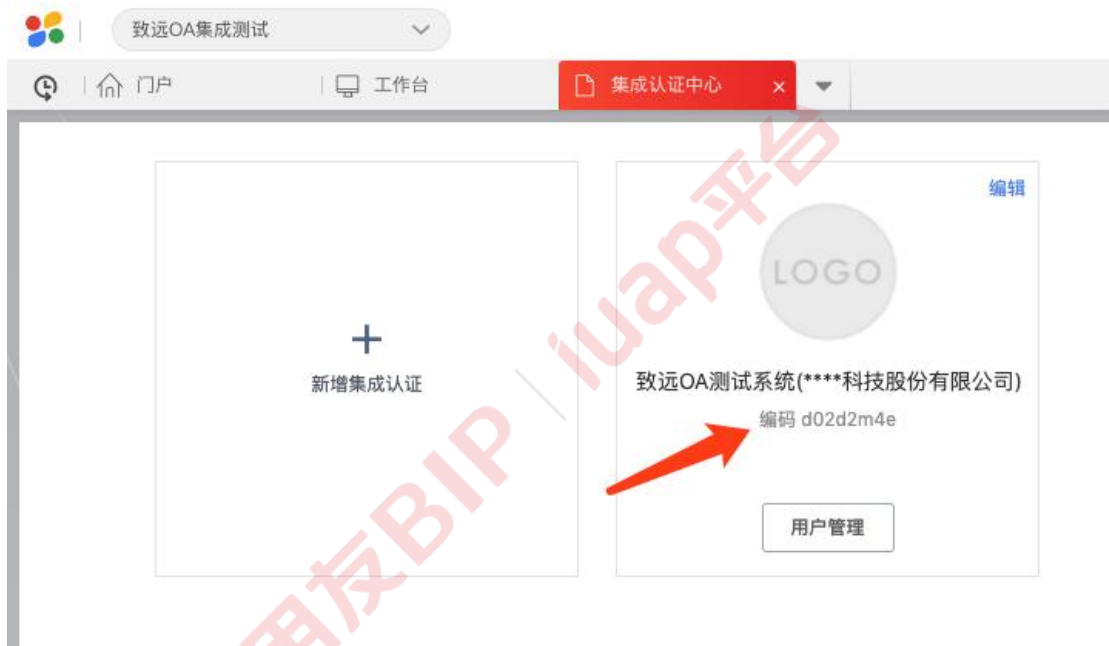 致远OA集成测试
门户
工作台
集成认证中心
编辑
LOGO
新增集成认证
致远OA测试系统(****科技股份有限公司)
编码 d02d2m4e
用户管理
用友BIP | iuap平台